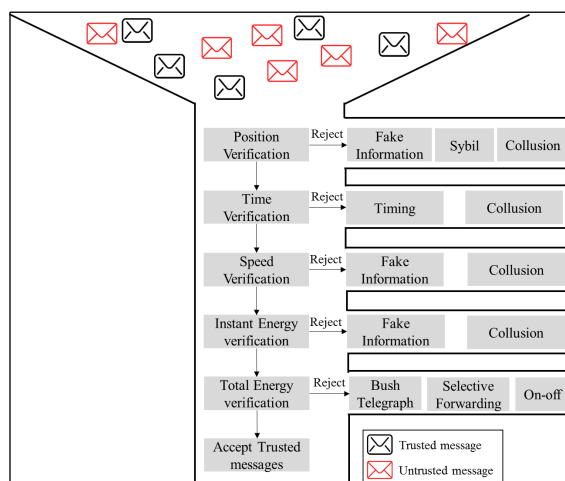 Position
Verification
Reject
Fake
Information
Sybil
Collusion
Time
Verification
Reject
Timing
Collusion
Speed
Verification
Reject
Fake
Information
Collusion
Instant Energy
verification
Reject
Fake
Information
Collusion
Total Energy
verification
Reject
Bush
Telegraph
Selective
Forwarding
On-off
Accept Trusted
messages
Trusted message
Untrusted message